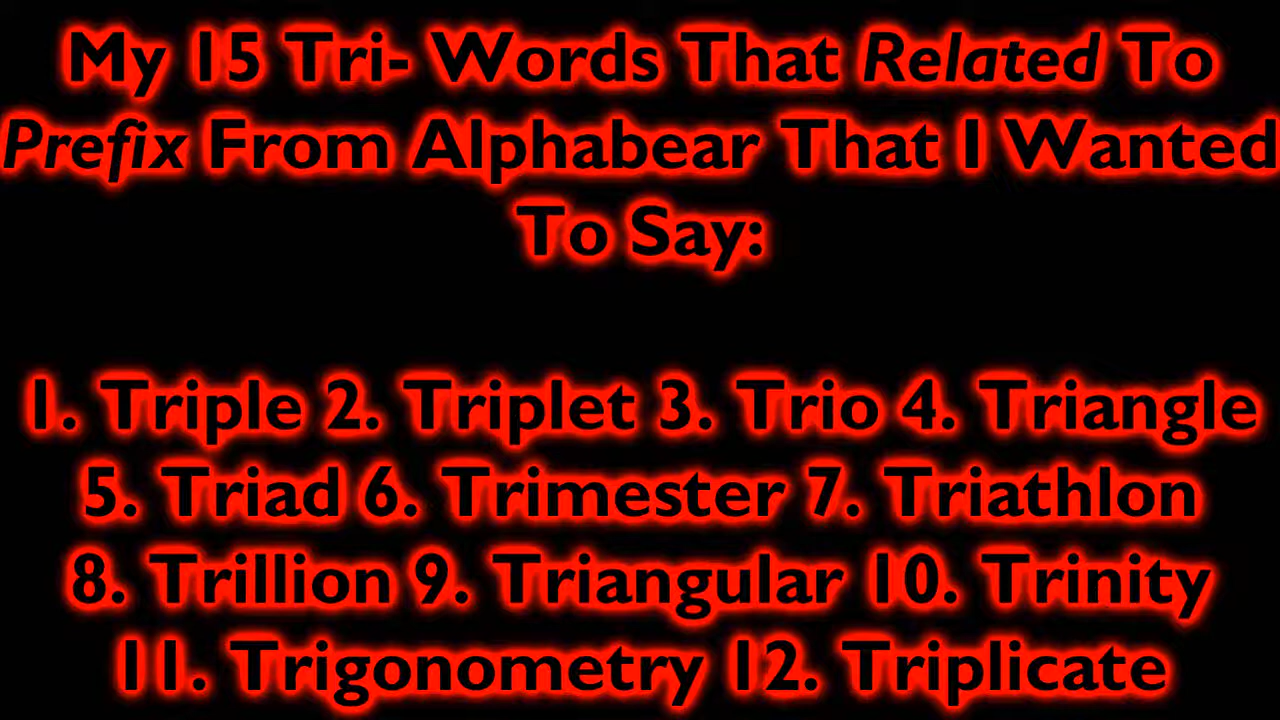 My 15 Tri- Words That Related To
Prefix From Alphabear That I Wanted
To Say:
1. Triple 2. Triplet 3. Trio 4. Triangle
5. Triad 6. Trimester 7. Triathlon
8. Trillion 9. Triangular 10. Trinity
11. Trigonometry 12. Triplicate